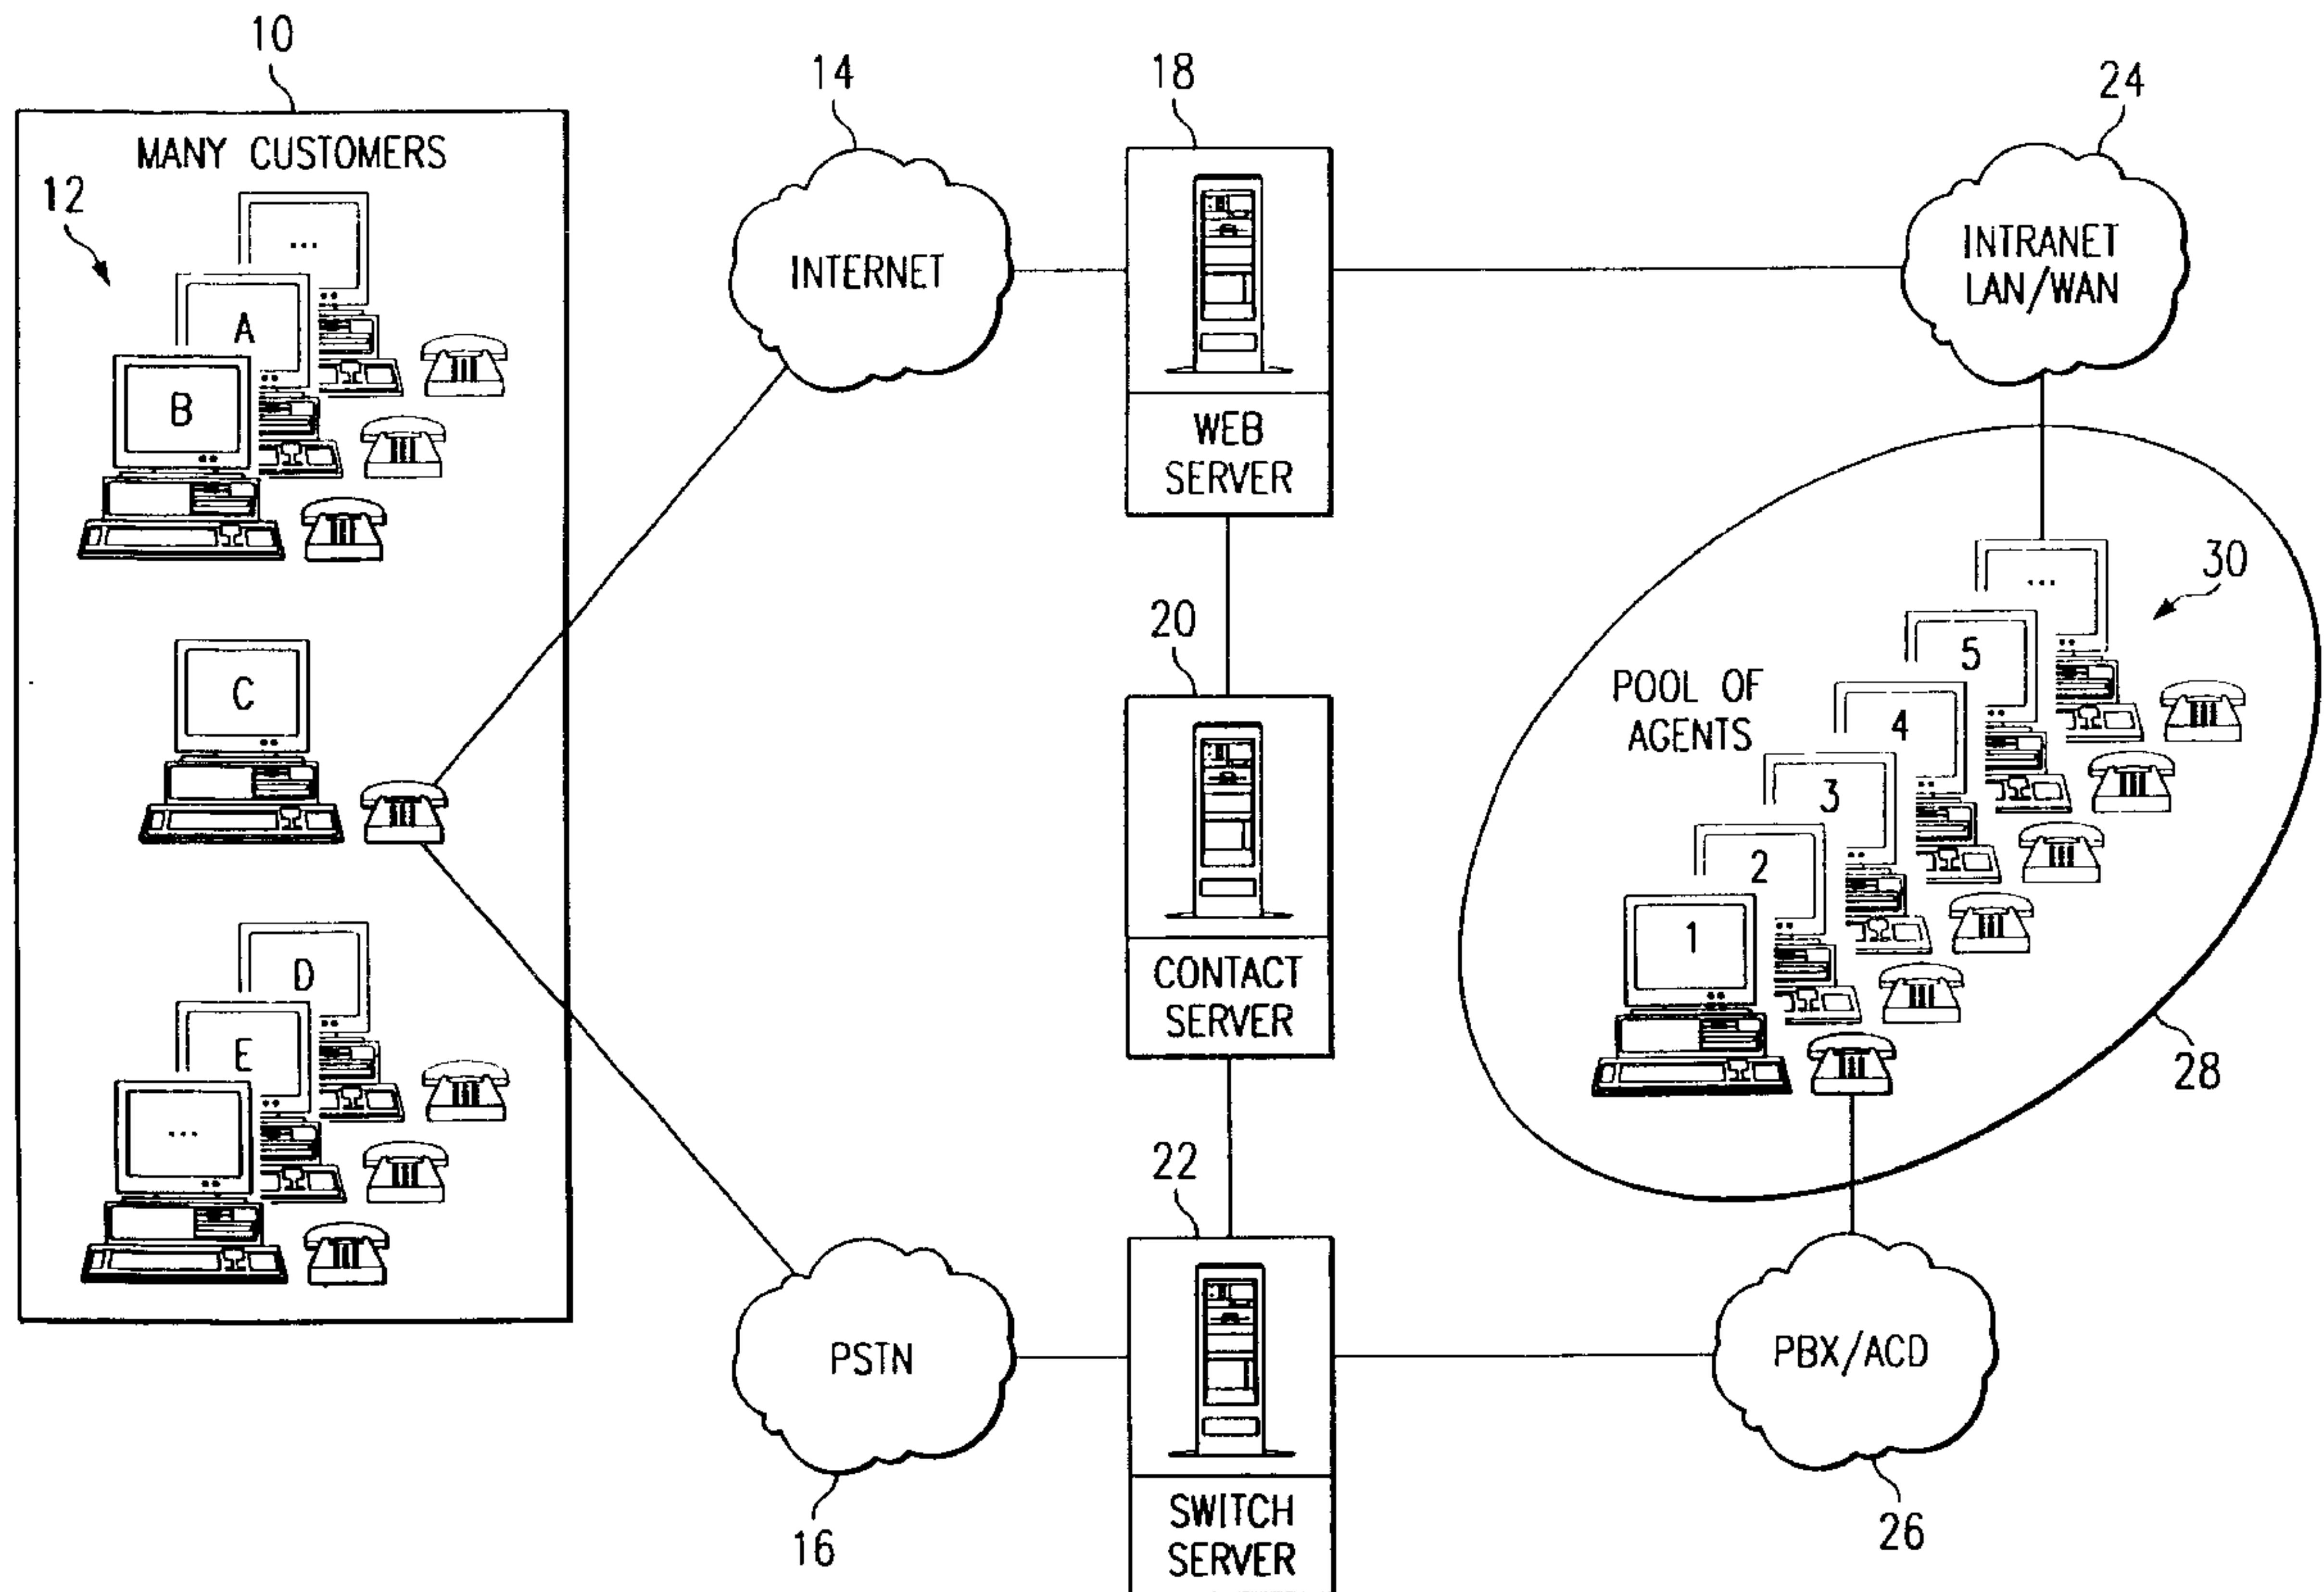 10
MANY CUSTOMERS
12
...
A
B
C
D
E
...
14
INTERNET
16
PSTN
18
WEB
SERVER
20
CONTACT
SERVER
22
SWITCH
SERVER
24
INTRANET
LAN/WAN
POOL OF
AGENTS
30
...
5
4
3
2
1
28
PBX/ACD
26